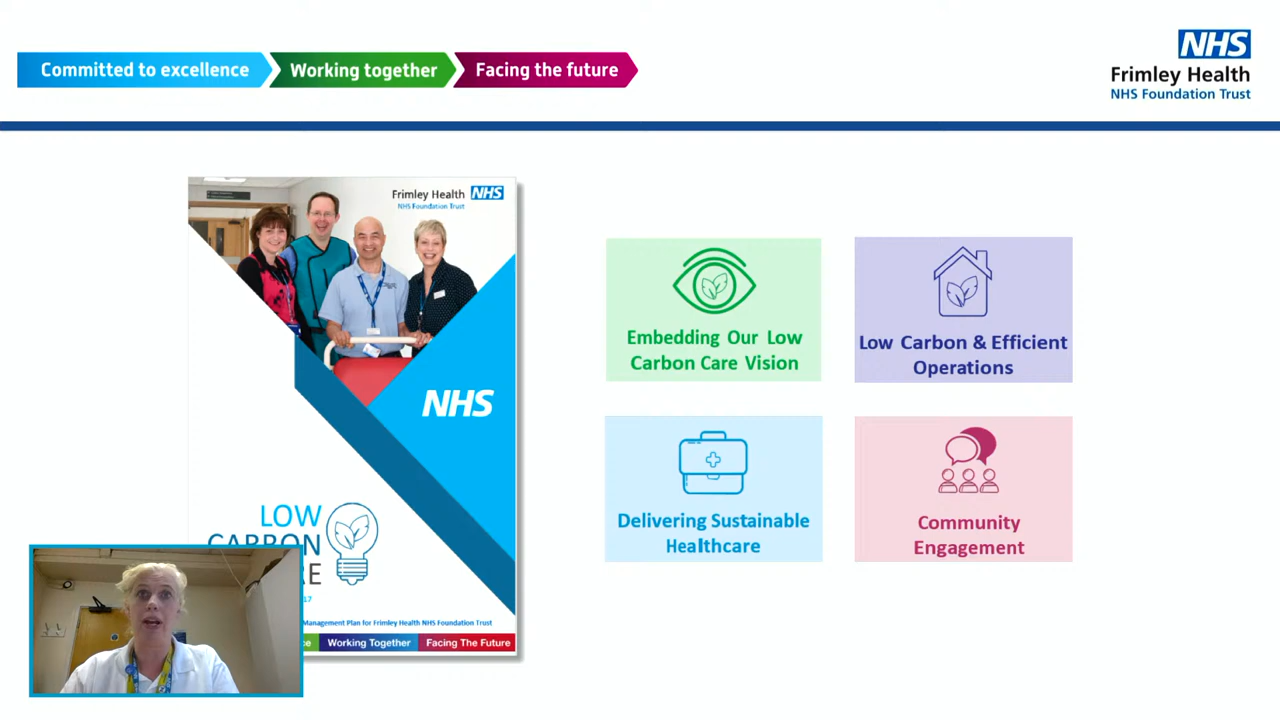 Committed to excellence
Working together
Facing the future
NHS
Frimley Health
NHS Foundation Trust
Frimley Health NHS
NHS Foundation Trust
NHS
LOW
CARBON
17
Management Plan for Frimley Health NHS Foundation Trust
Working Together
Facing The Future
Embedding Our Low
Carbon Care Vision
Low Carbon & Efficient
Operations
Delivering Sustainable
Healthcare
Community
Engagement